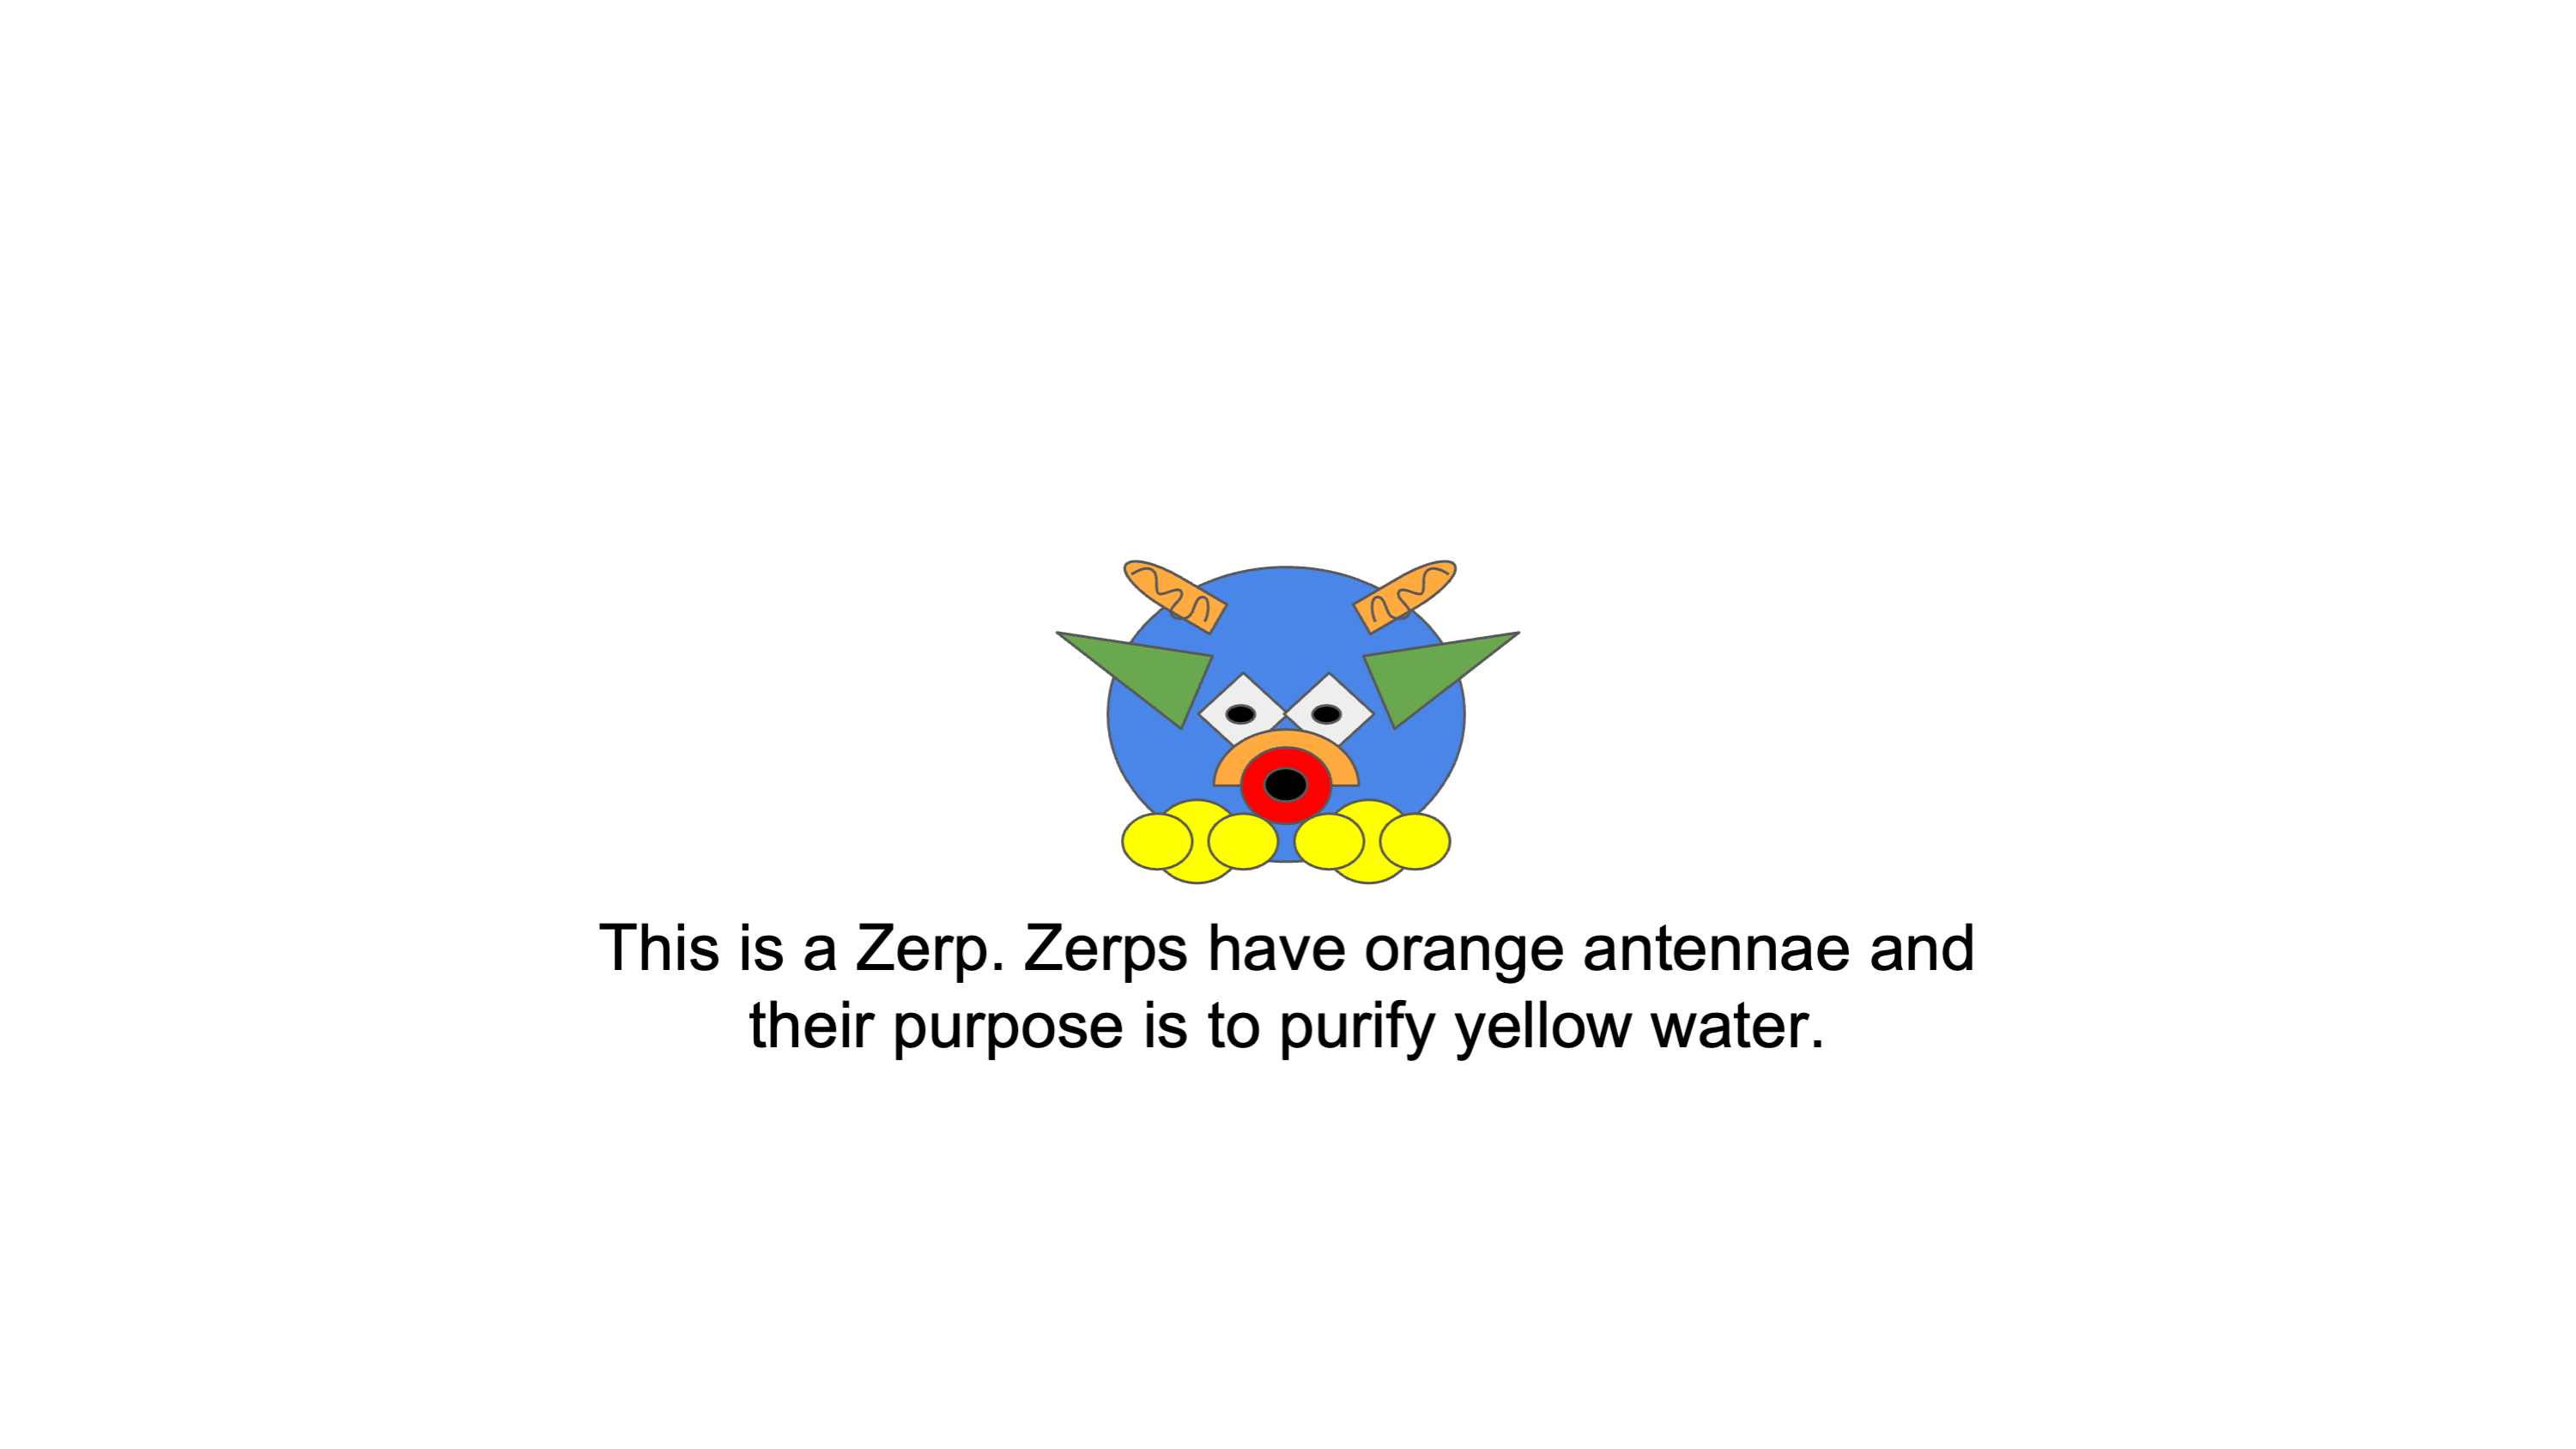 This is a Zerp. Zerps have orange antennae and
their purpose is to purify yellow water.